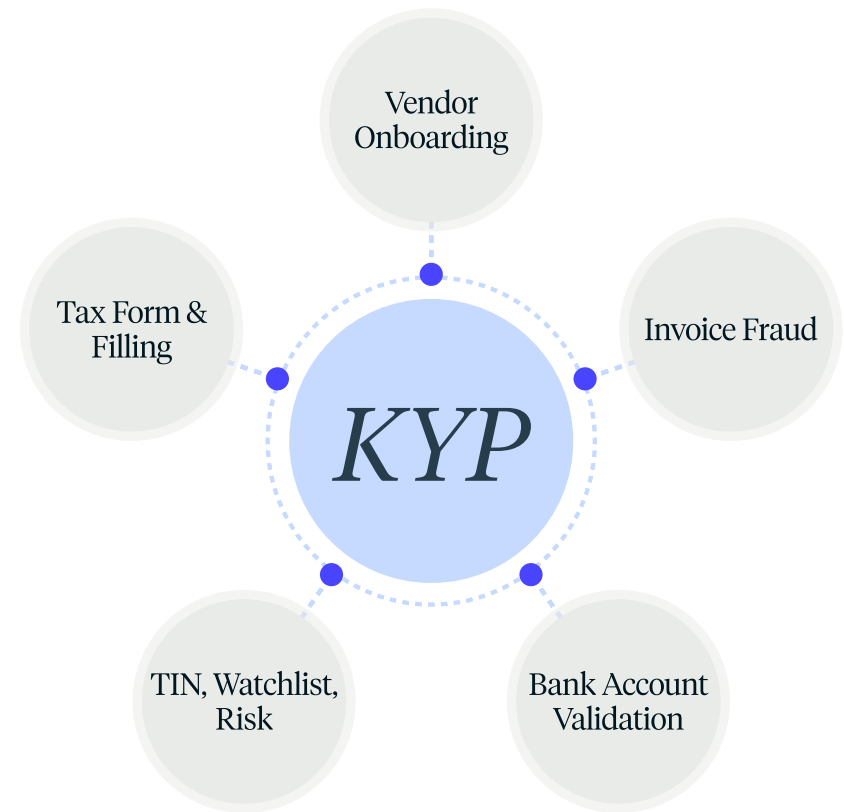 Vendor
Onboarding
Tax Form &
Filling
Invoice Fraud
KYP
TIN, Watchlist,
Risk
Bank Account
Validation